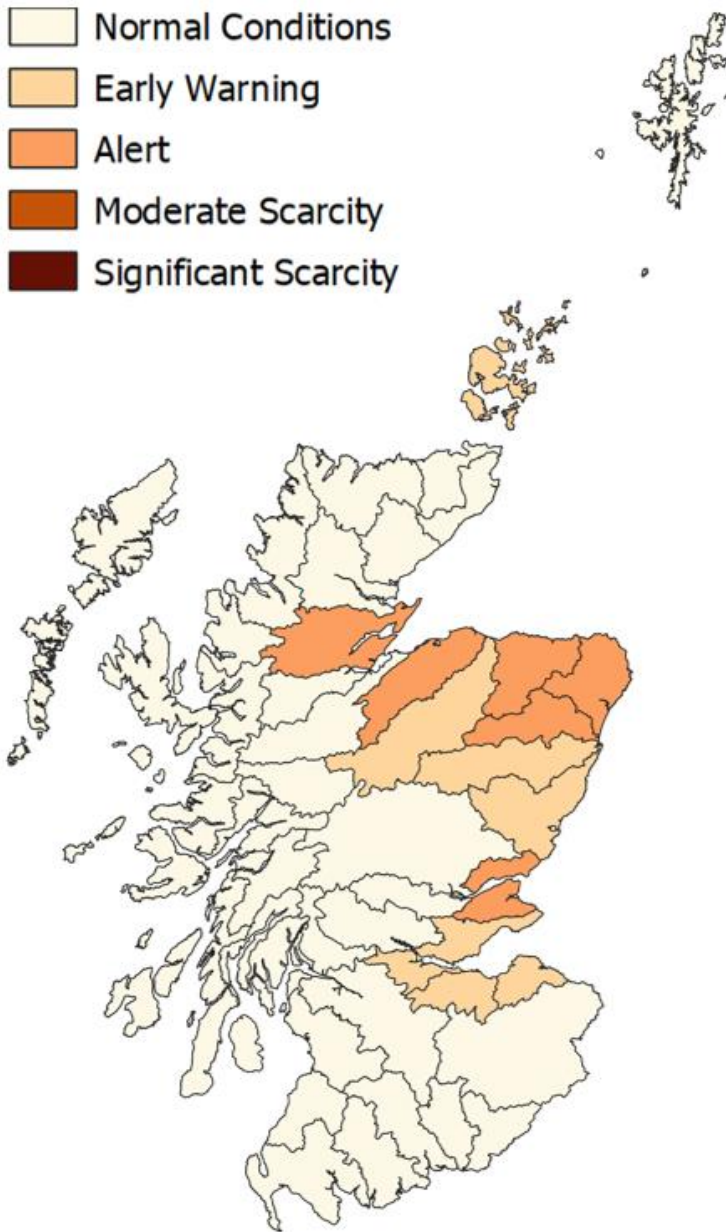 Normal Conditions
Early Warning
Alert
Moderate Scarcity
Significant Scarcity